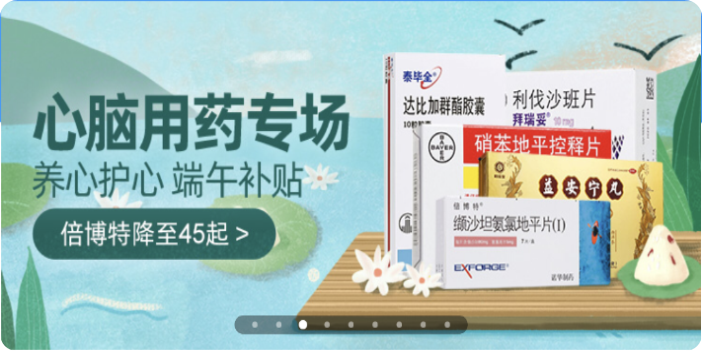 心脑用药专场
养心护心 端午补贴
倍博特降至45起 >
泰毕全®
达比加群酯胶囊
利伐沙班片
拜瑞妥®
10mg
BAYER
硝苯地平控释片
益安宁丸
倍博特®
缬沙坦氨氯地平片(I)
EXFORGE®